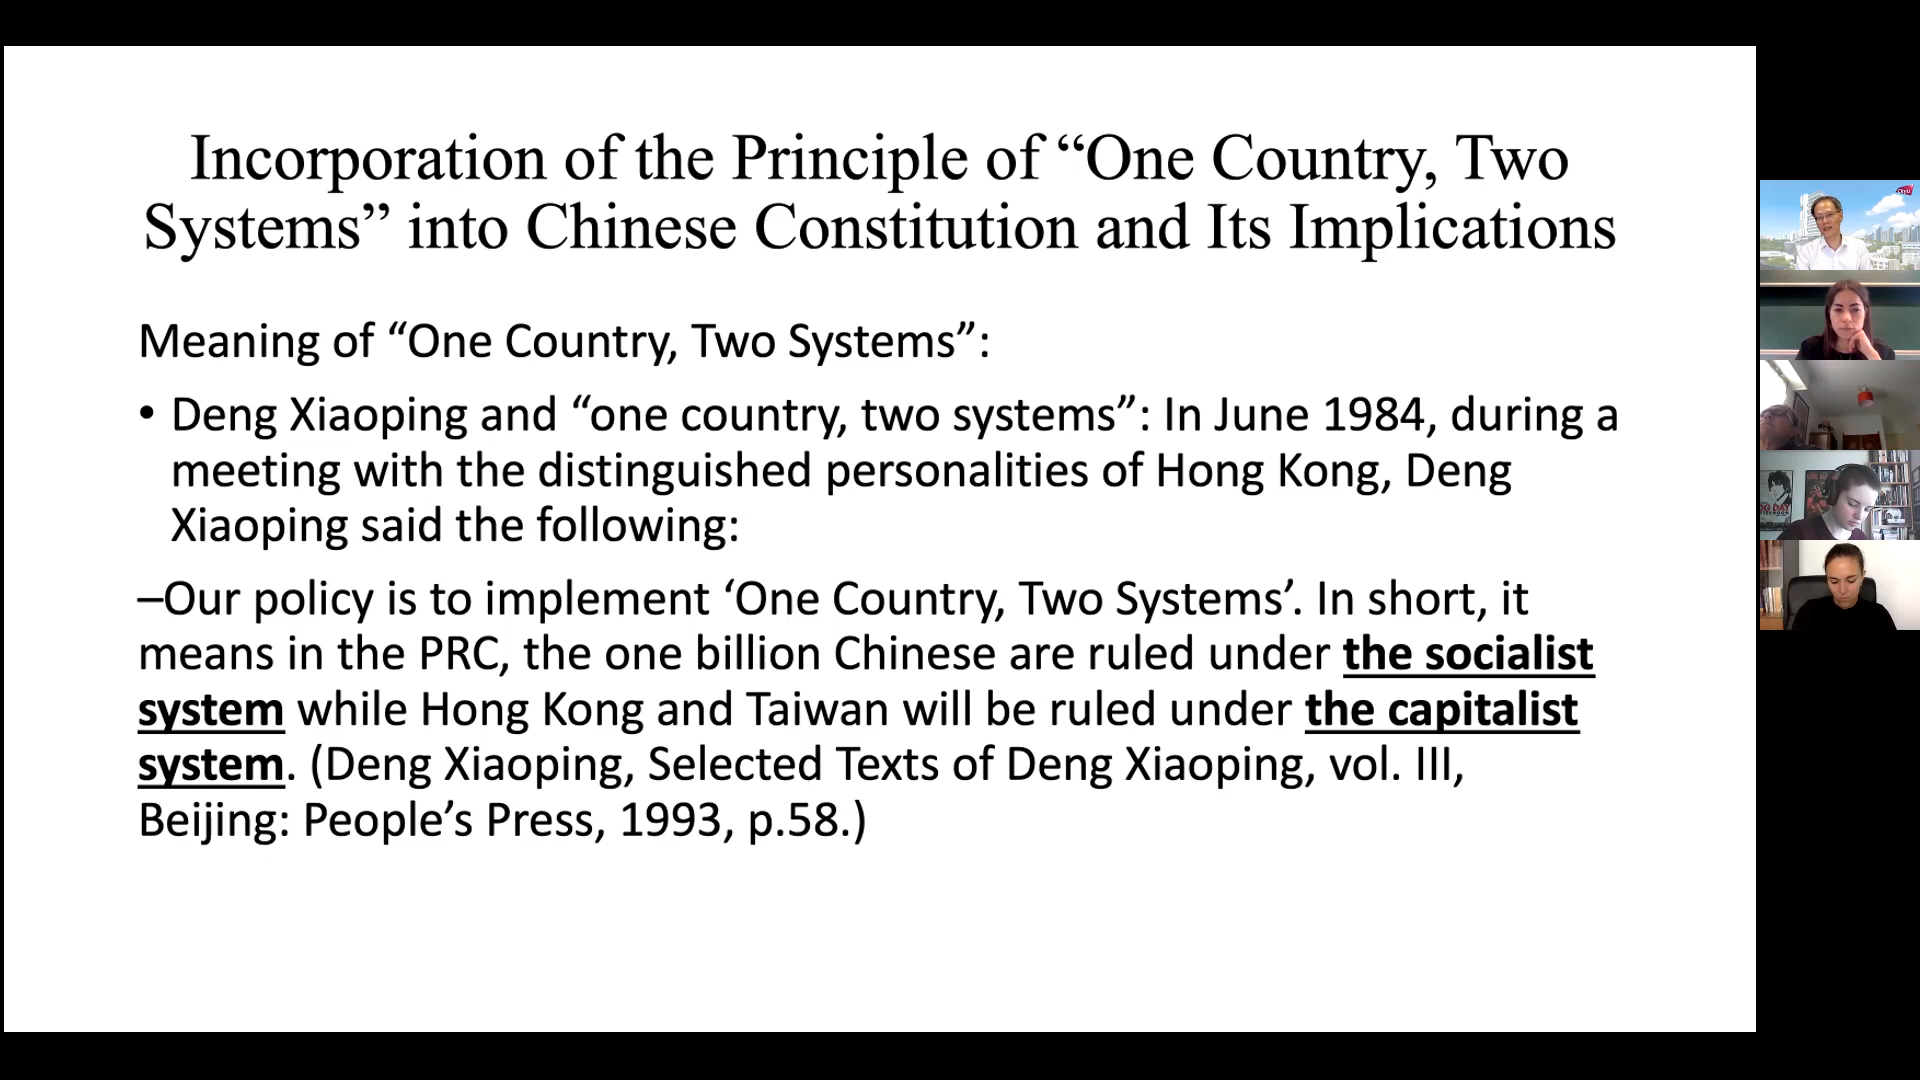 Incorporation of the Principle of “One Country, Two
Systems” into Chinese Constitution and Its Implications
Meaning of “One Country, Two Systems”:
• Deng Xiaoping and “one country, two systems”: In June 1984, during a
meeting with the distinguished personalities of Hong Kong, Deng
Xiaoping said the following:
–Our policy is to implement ‘One Country, Two Systems’. In short, it
means in the PRC, the one billion Chinese are ruled under the socialist
system while Hong Kong and Taiwan will be ruled under the capitalist
system. (Deng Xiaoping, Selected Texts of Deng Xiaoping, vol. III,
Beijing: People’s Press, 1993, p.58.)